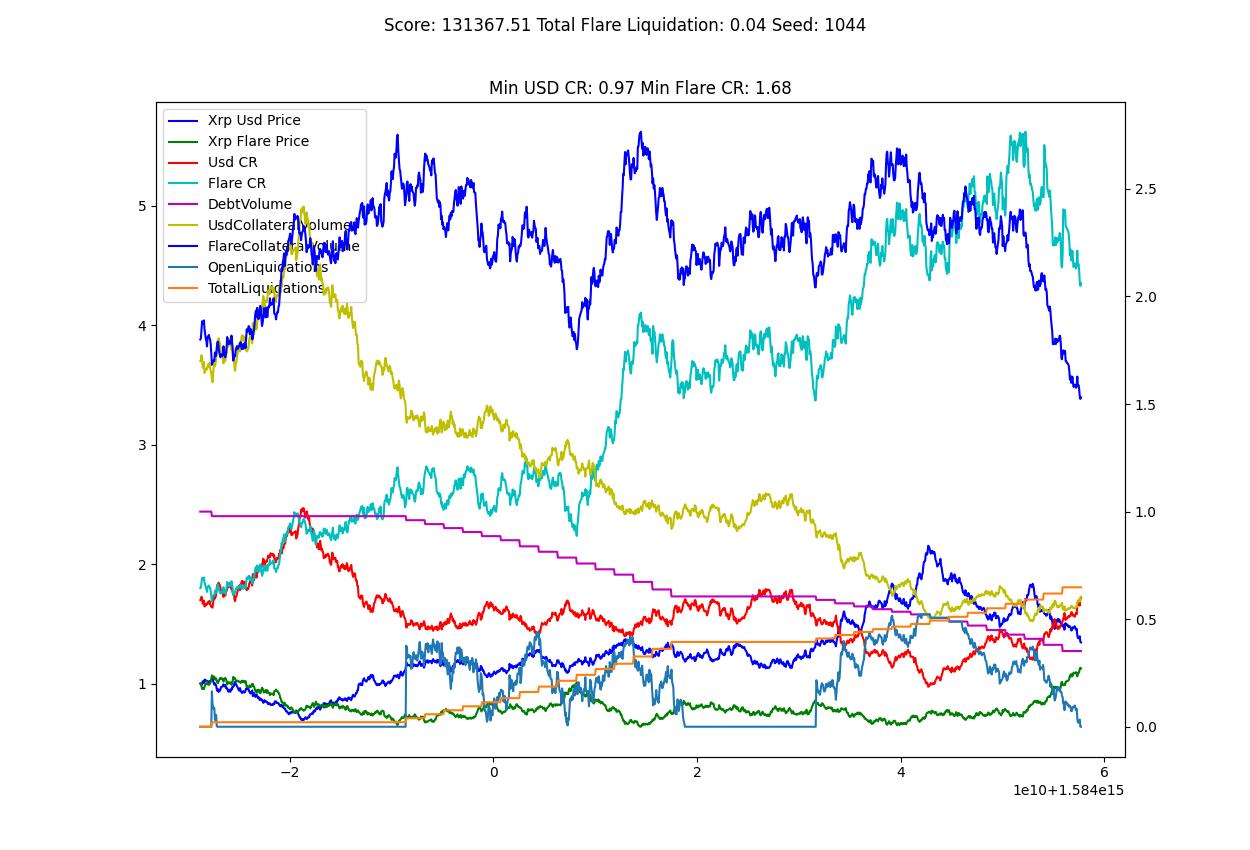 Score: 131367.51 Total Flare Liquidation: 0.04 Seed: 1044
Min USD CR: 0.97 Min Flare CR: 1.68
Xrp Usd Price
Xrp Flare Price
Usd CR
Flare CR
DebtVolume
UsdCollateralVolume
FlareCollateralVolume
OpenLiquidations
TotalLiquidations
5
4
3
2
1
2.5
2.0
1.5
1.0
0.5
0.0
−2
0
2
4
6
1e10+1.584e15